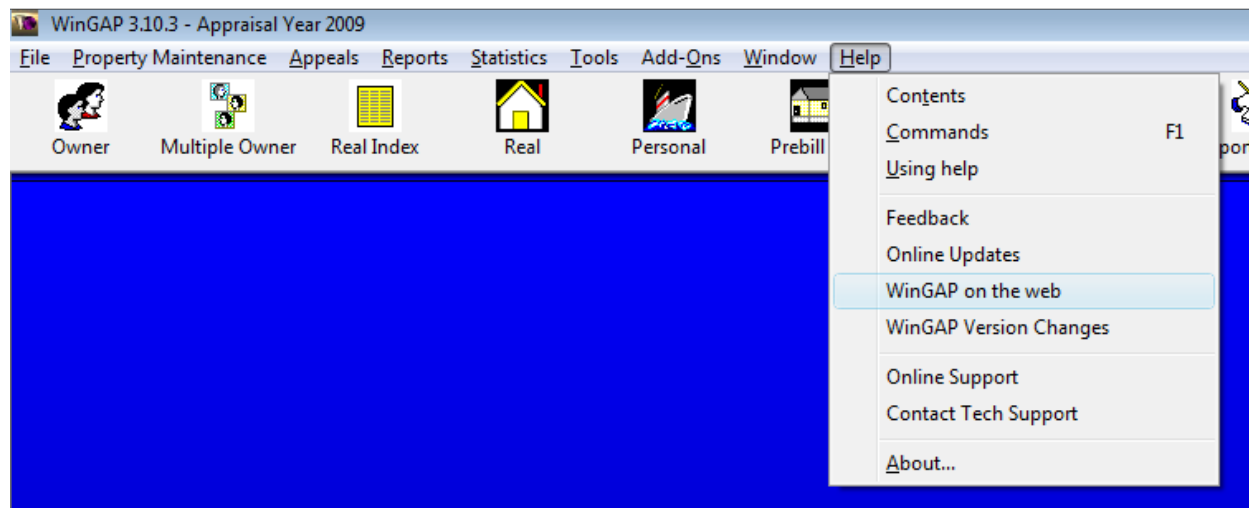 WinGAP 3.10.3 - Appraisal Year 2009
File Property Maintenance Appeals Reports Statistics Tools Add-Ons Window Help
Owner Multiple Owner Real Index Real Personal Prebill
Contents
Commands F1
Using help
Feedback
Online Updates
WinGAP on the web
WinGAP Version Changes
Online Support
Contact Tech Support
About...